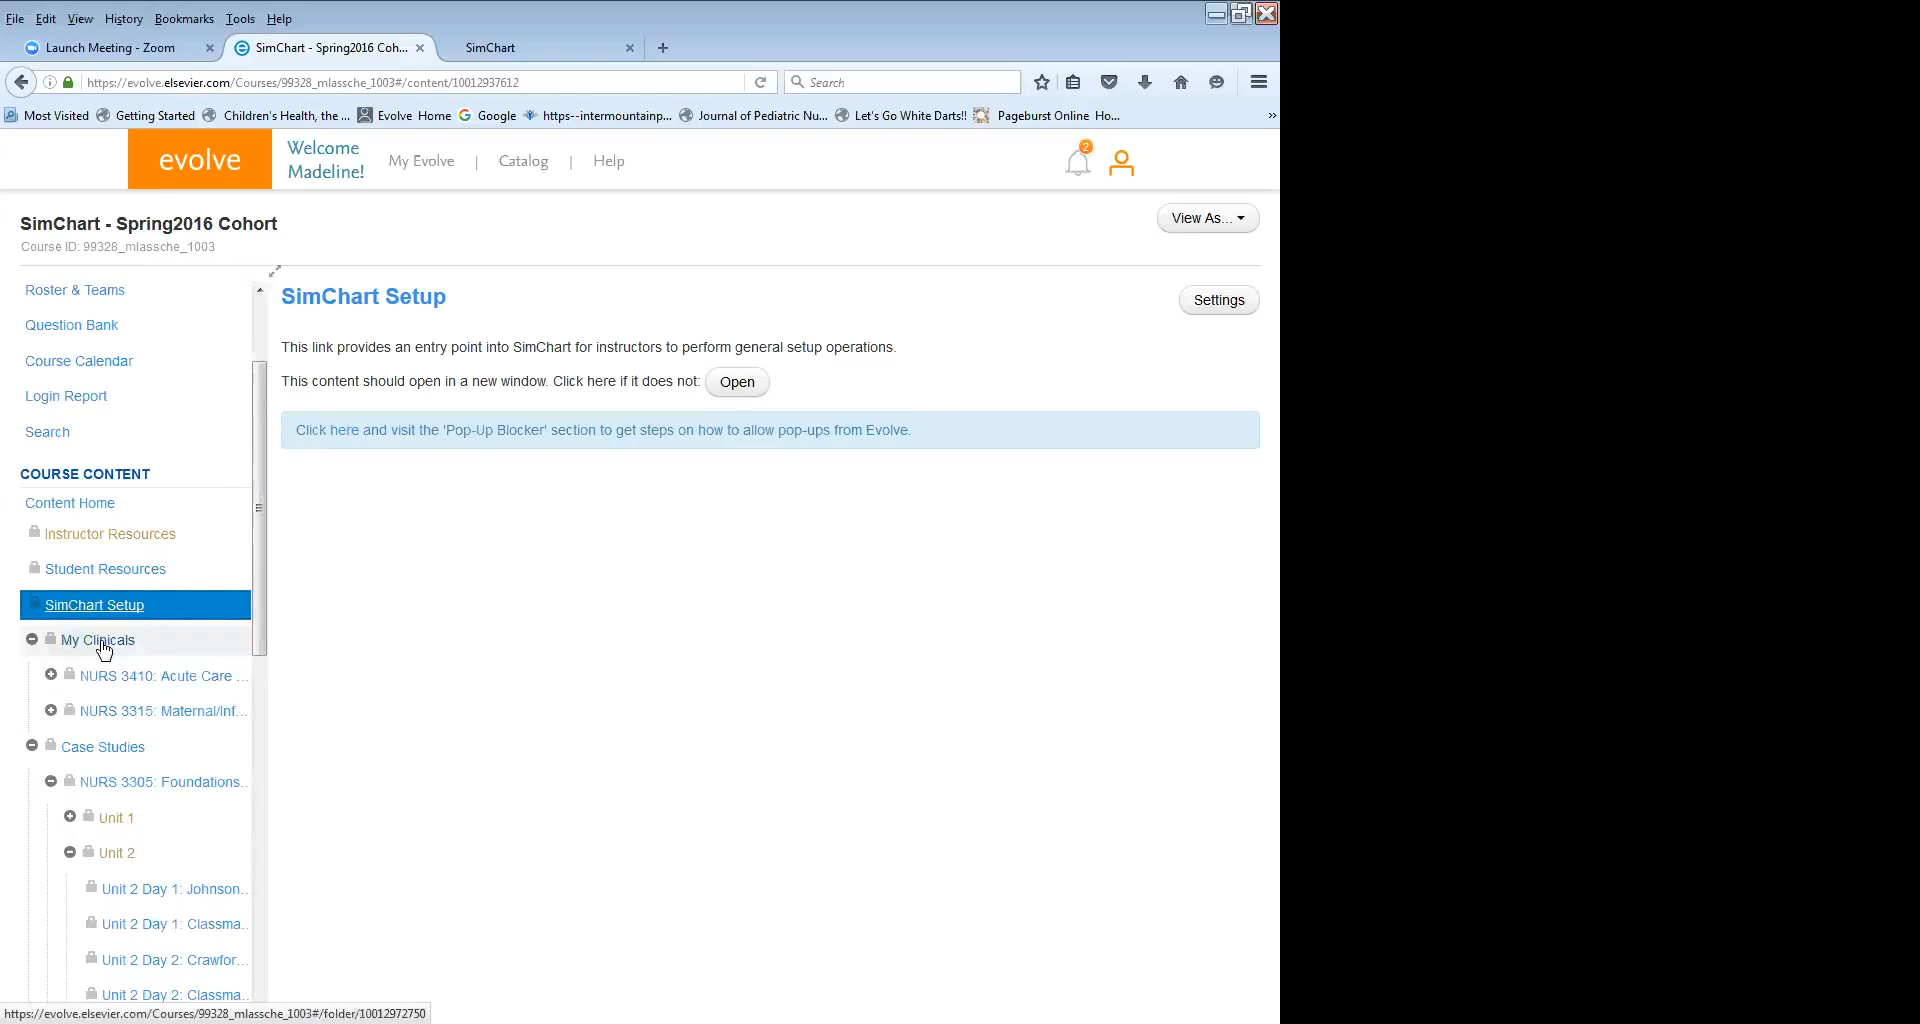 File Edit View History Bookmarks Tools Help
Launch Meeting - Zoom
SimChart - Spring2016 Coh...
SimChart
https://evolve.elsevier.com/Courses/99328_mlassche_1003#/content/10012937612
Search
Most Visited Getting Started Children's Health, the ... Evolve Home Google https--intermountainp... Journal of Pediatric Nu... Let's Go White Darts!! Pageburst Online Ho...
evolve
Welcome
Madeline!
My Evolve | Catalog | Help
2
SimChart - Spring2016 Cohort
View As...
Course ID: 99328_mlassche_1003
Roster & Teams
Question Bank
Course Calendar
Login Report
Search
COURSE CONTENT
Content Home
Instructor Resources
Student Resources
SimChart Setup
My Clinicals
NURS 3410: Acute Care ...
NURS 3315: Maternal/Inf...
Case Studies
NURS 3305: Foundations...
Unit 1
Unit 2
Unit 2 Day 1: Johnson...
Unit 2 Day 1: Classma...
Unit 2 Day 2: Crawfor...
Unit 2 Day 2: Classma...
SimChart Setup
Settings
This link provides an entry point into SimChart for instructors to perform general setup operations.
This content should open in a new window. Click here if it does not: Open
Click here and visit the 'Pop-Up Blocker' section to get steps on how to allow pop-ups from Evolve.
https://evolve.elsevier.com/Courses/99328_mlassche_1003#/folder/10012972750